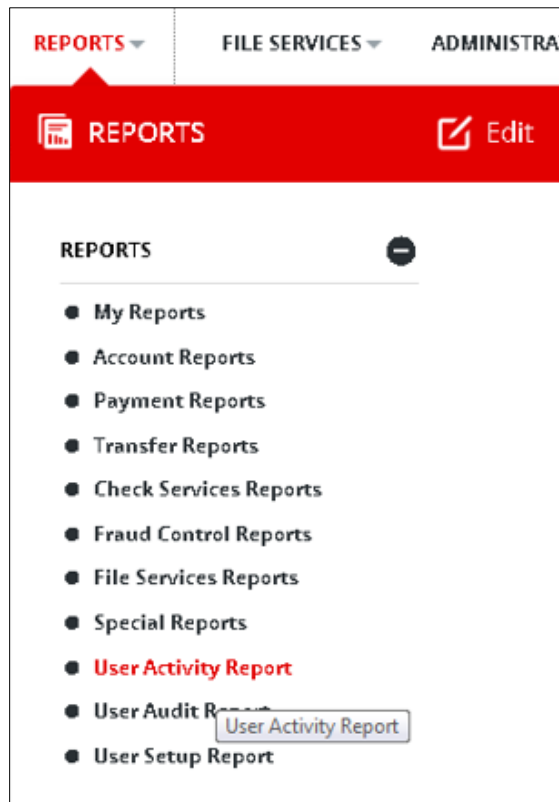 REPORTS FILE SERVICES ADMINISTRA
REPORTS Edit
REPORTS
My Reports
Account Reports
Payment Reports
Transfer Reports
Check Services Reports
Fraud Control Reports
File Services Reports
Special Reports
User Activity Report
User Audit Report
User Activity Report
User Setup Report